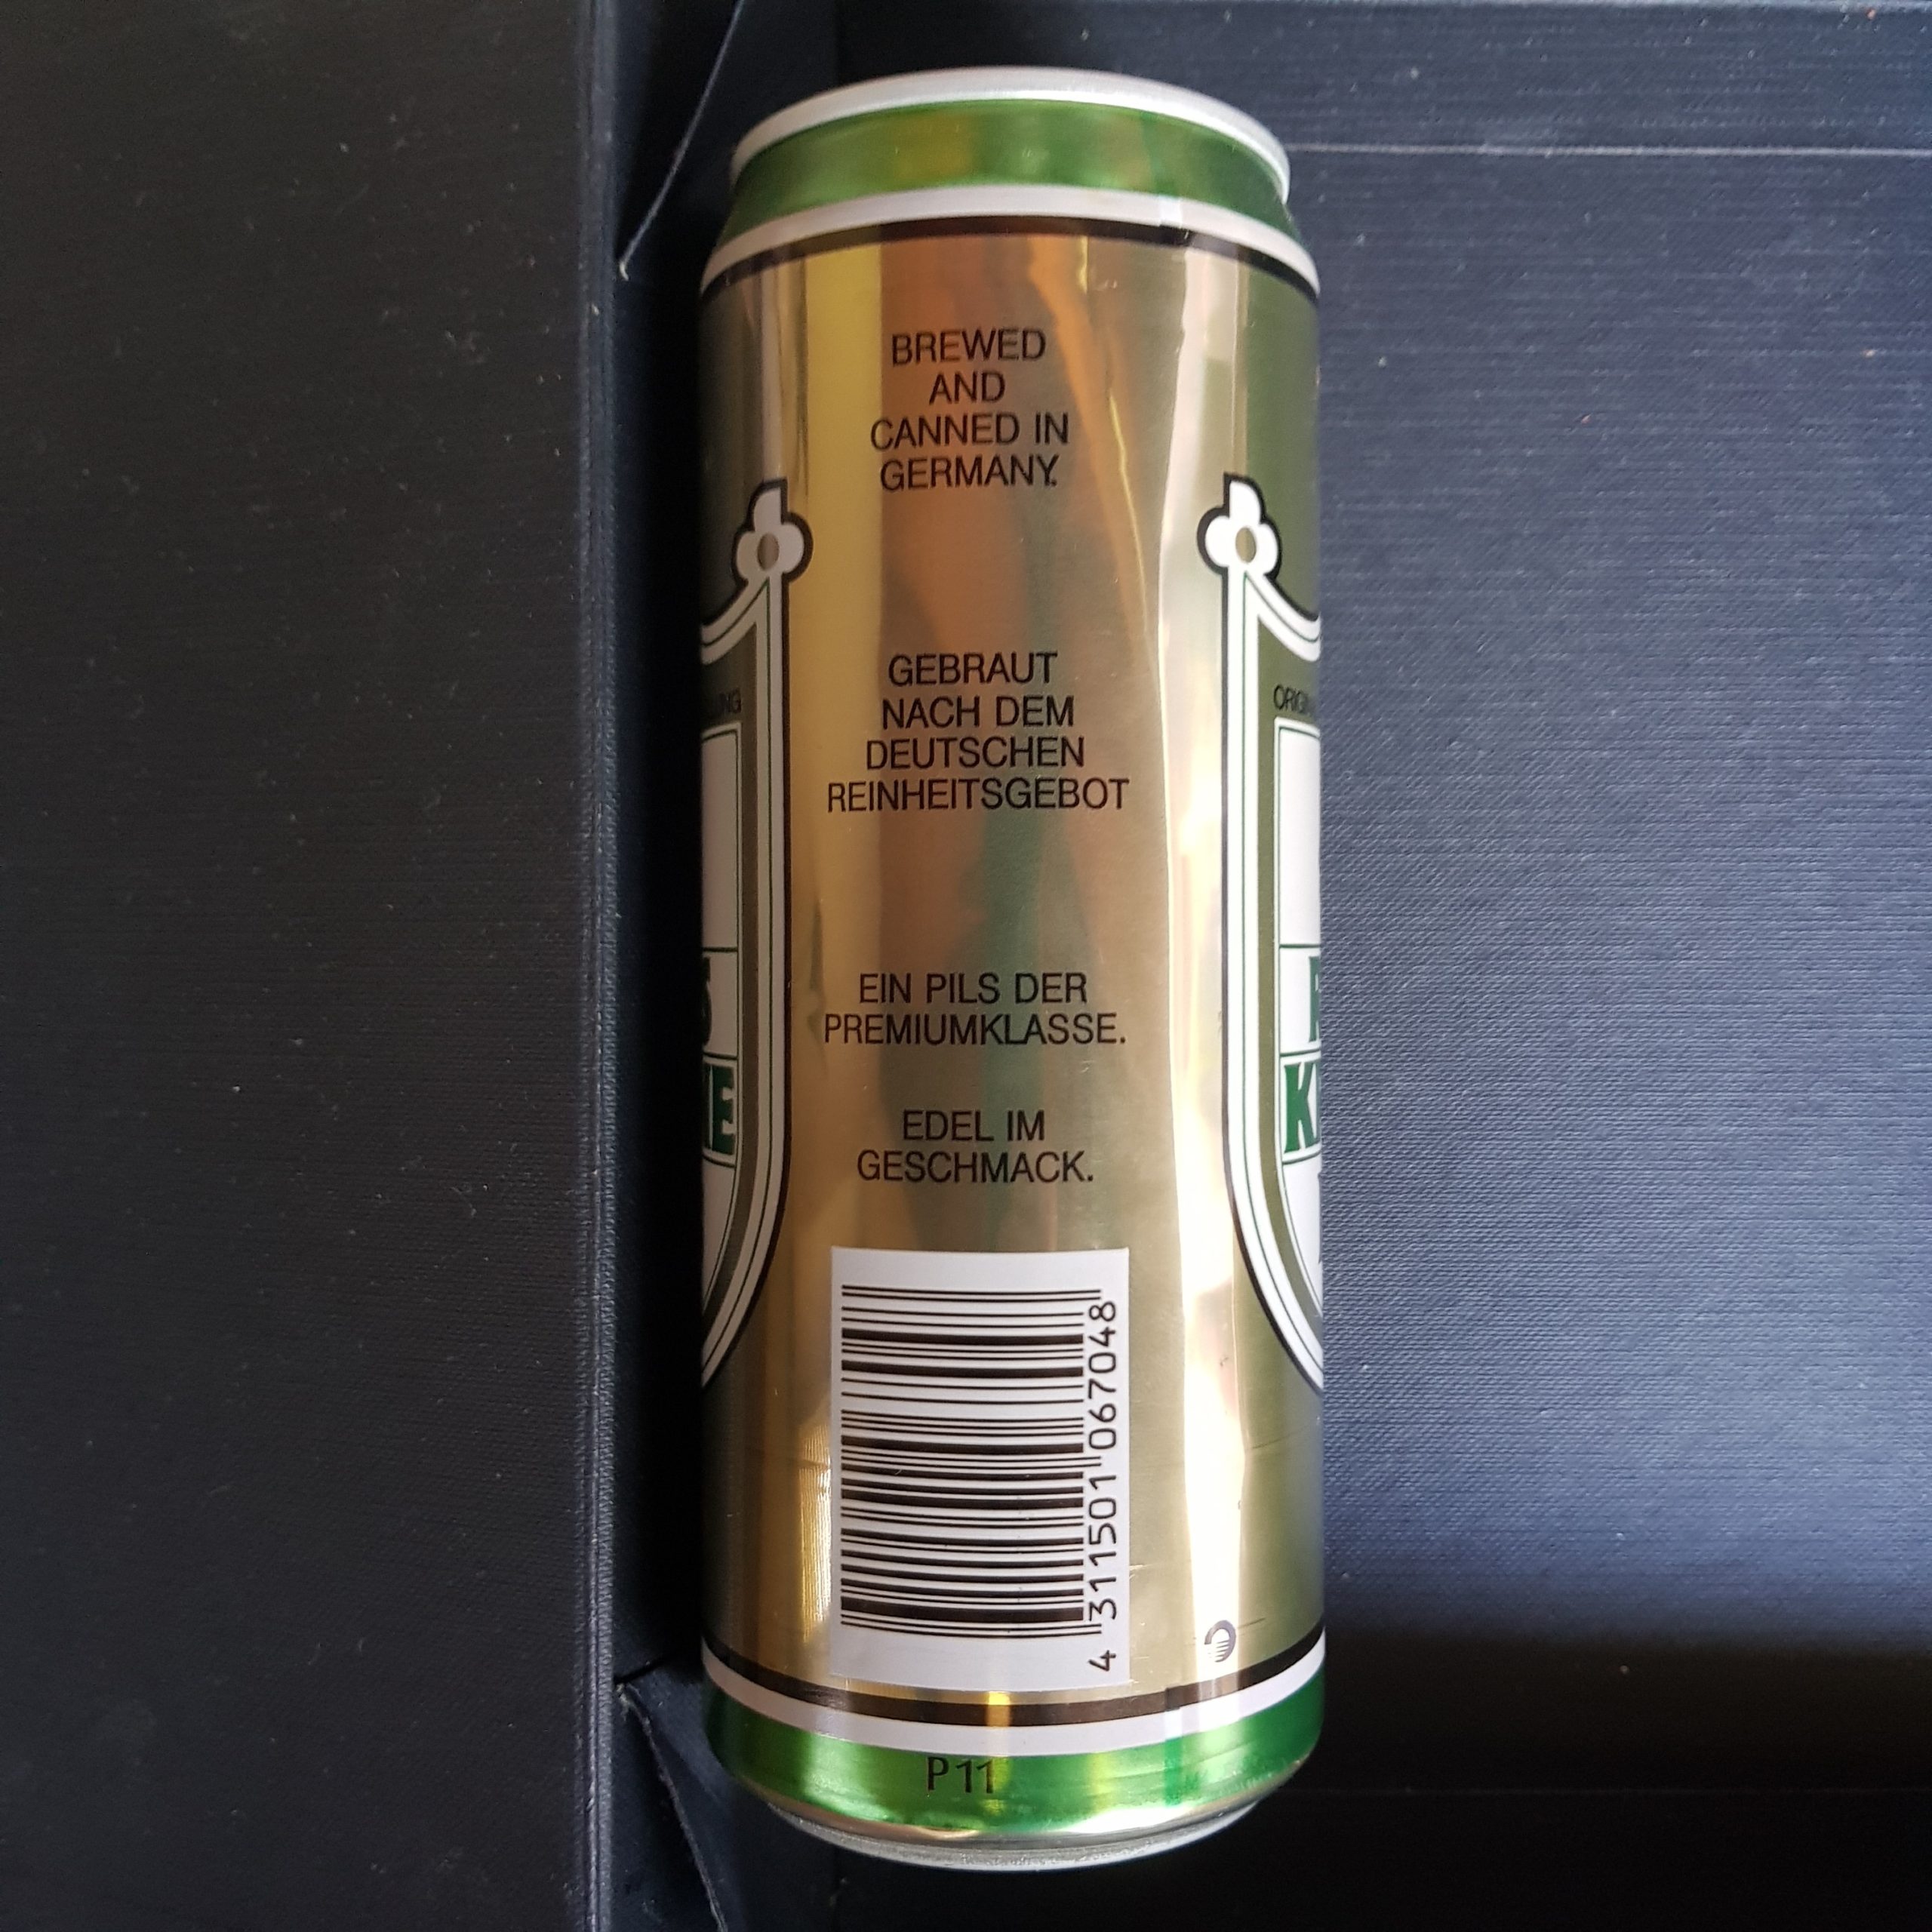 BREWED
AND
CANNED IN
GERMANY.
GEBRAUT
NACH DEM
DEUTSCHEN
REINHEITSGEBOT
EIN PILS DER
PREMIUMKLASSE.
EDEL IM
GESCHMACK.
4 311501 067048
P11